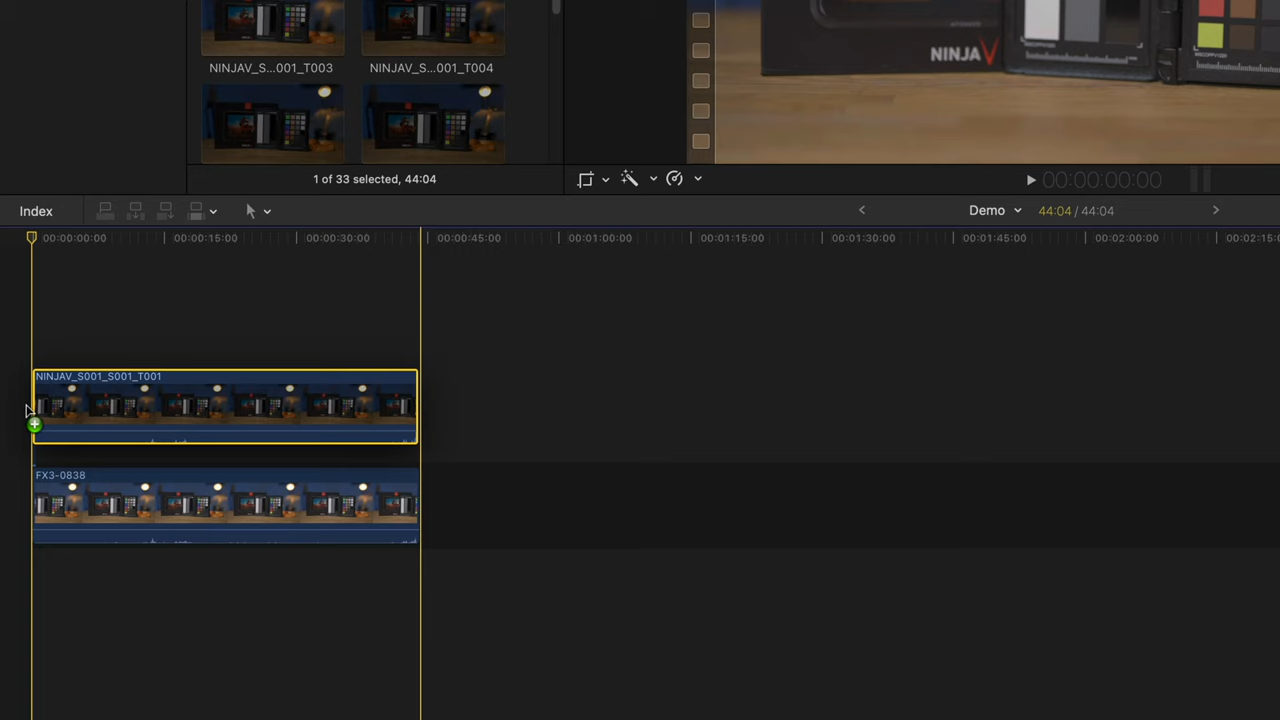 NINJAV_S...001_T003
NINJAV_S...001_T004
NINJA V
1 of 33 selected, 44:04
00:00:00:00
Index
Demo
44:04 / 44:04
00:00:00:00
00:00:15:00
00:00:30:00
00:00:45:00
00:01:00:00
00:01:15:00
00:01:30:00
00:01:45:00
00:02:00:00
00:02:15:0
NINJAV_S001_S001_T001
FX3-0838